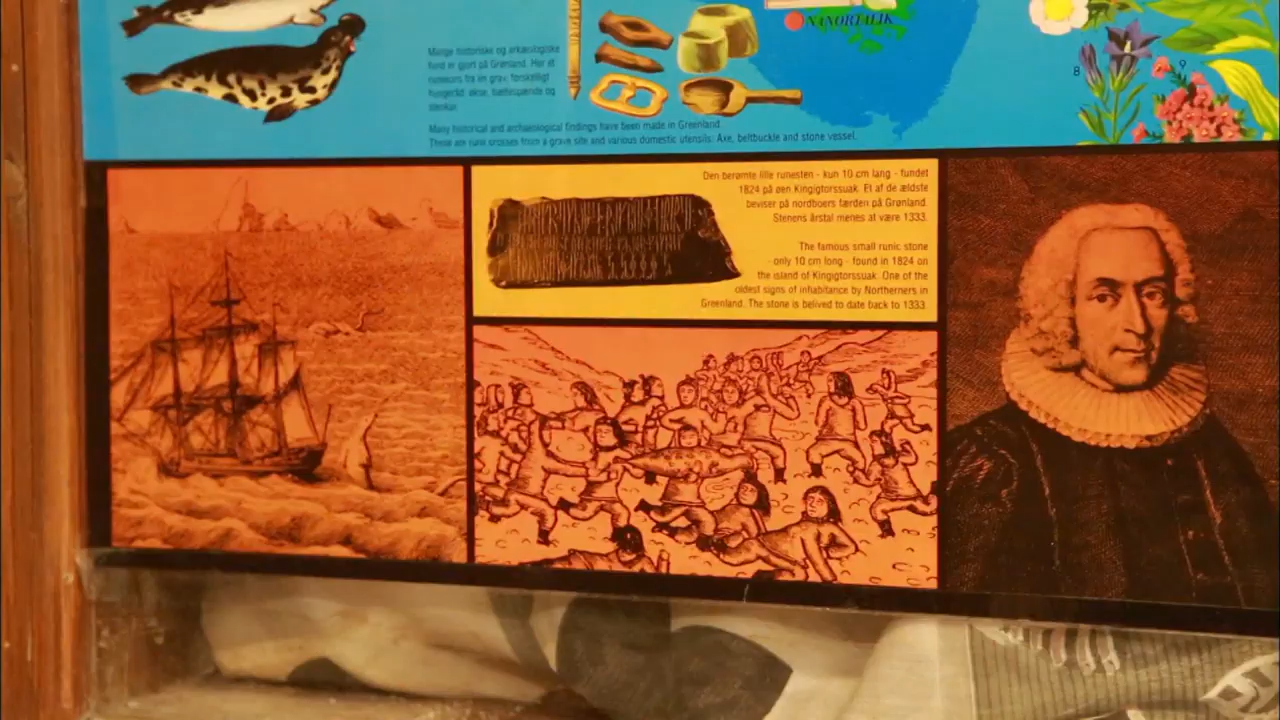 NANORTALIK
8
9
Mange historiske og arkæologiske
fund er gjort på Grønland. Her et
runekors fra en grav, forskelligt
husgeråd: økse, bæltespænde og
stenkar.
Many historical and archaeological findings have been made in Greenland.
These are rune crosses from a grave site and various domestic utensils: Axe, beltbuckle and stone vessel.
Den berømte lille runesten - kun 10 cm lang - fundet
1824 på øen Kingigtorssuak. Et af de ældste
beviser på nordboers færden på Grønland.
Stenens årstal menes at være 1333.
The famous small runic stone
- only 10 cm long - found in 1824 on
the island of Kingigtorssuak. One of the
oldest signs of inhabitance by Northerners in
Greenland. The stone is belived to date back to 1333.